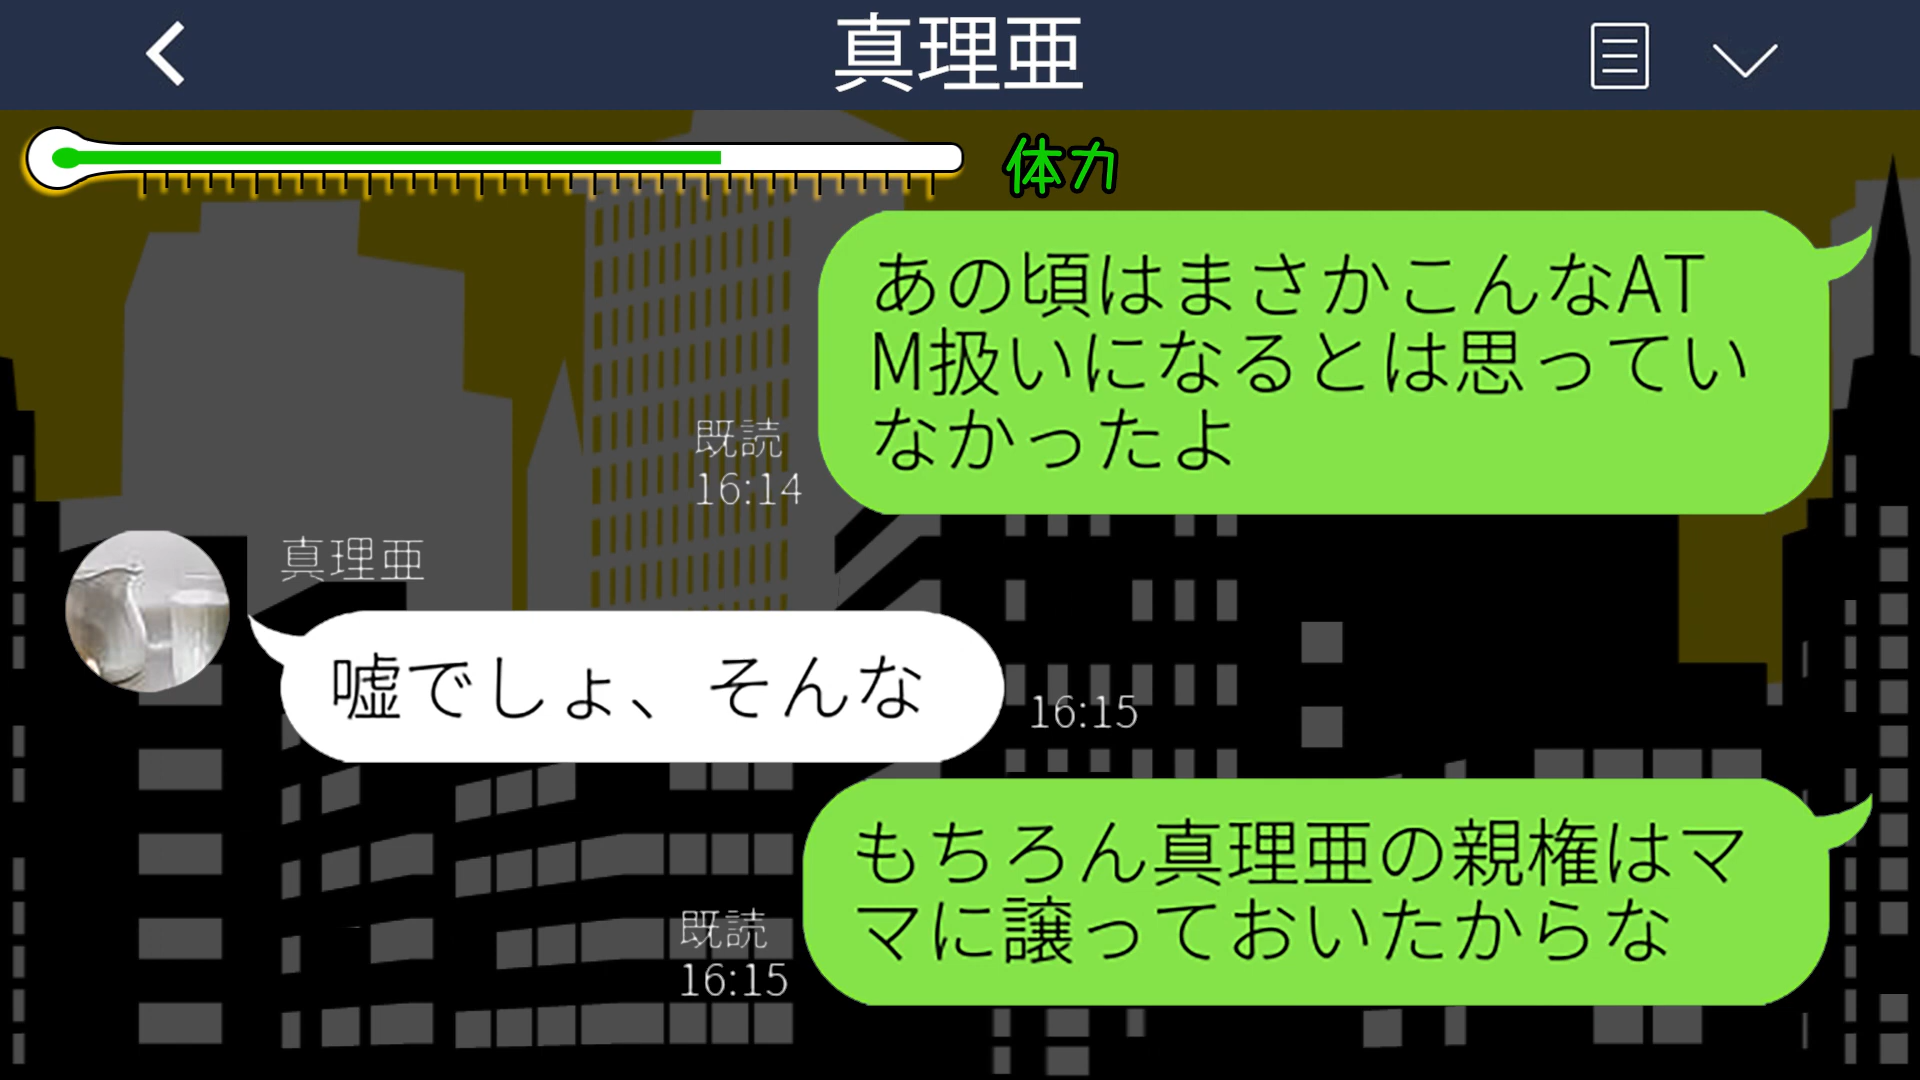 真理亜
体力
あの頃はまさかこんなAT
M扱いになるとは思ってい
なかったよ
既読
16:14
真理亜
嘘でしょ、そんな
16:15
もちろん真理亜の親権はマ
マに譲っておいたからな
既読
16:15